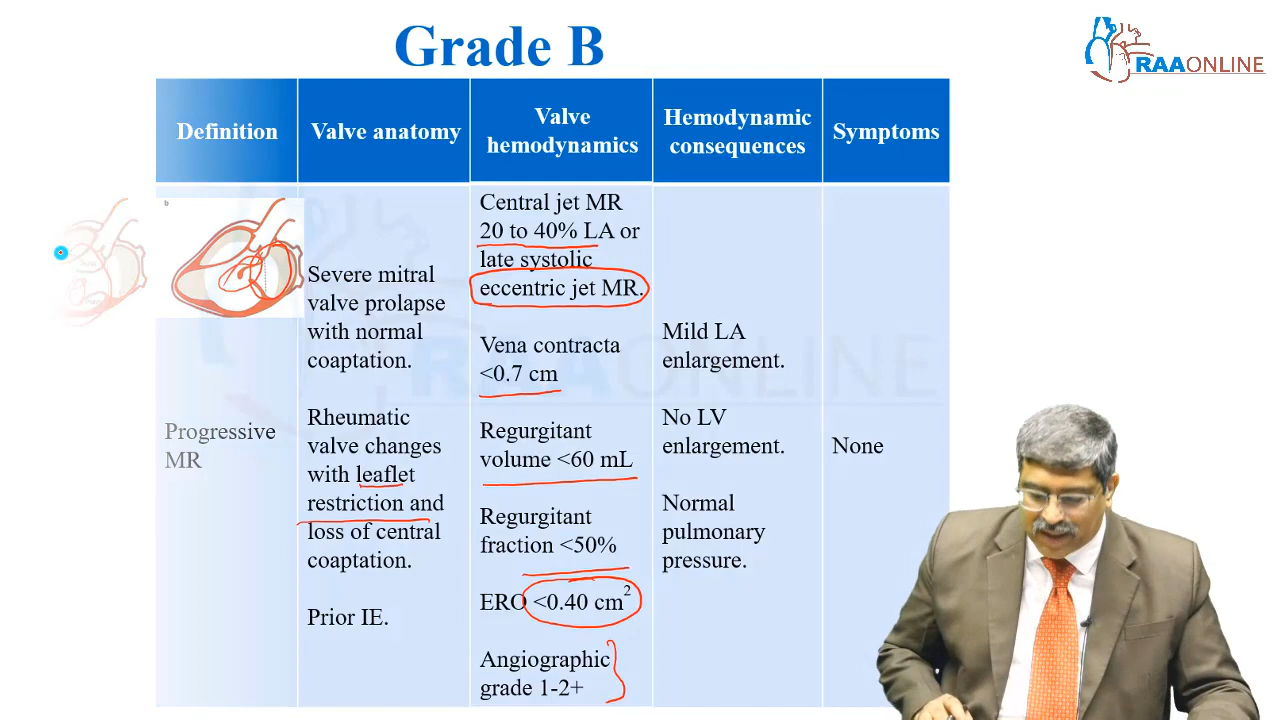 Grade B
RAAONLINE
Definition
Valve anatomy
Valve
hemodynamics
Hemodynamic
consequences
Symptoms
b
Progressive
MR
Severe mitral
valve prolapse
with normal
coaptation.
Rheumatic
valve changes
with leaflet
restriction and
loss of central
coaptation.
Prior IE.
Central jet MR
20 to 40% LA or
late systolic
eccentric jet MR.
Vena contracta
<0.7 cm
Regurgitant
volume <60 mL
Regurgitant
fraction <50%
ERO <0.40 cm²
Angiographic
grade 1-2+
Mild LA
enlargement.
No LV
enlargement.
Normal
pulmonary
pressure.
None
RAAONLINE